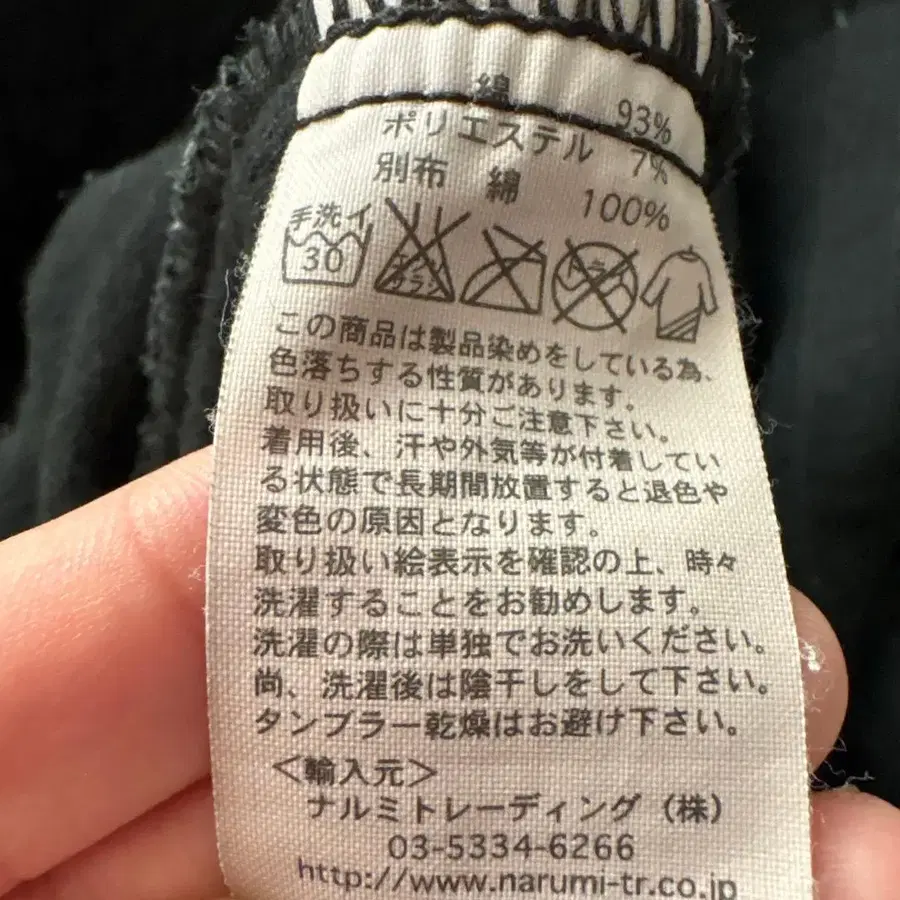 綿 93%
ポリエステル 7%
別布 綿 100%
手洗イ
30
エンソ
サラシ
ドライ
この商品は製品染めをしている為、
色落ちする性質があります。
取り扱いに十分ご注意下さい。
着用後、汗や外気等が付着してい
る状態で長期間放置すると退色や
変色の原因となります。
取り扱い絵表示を確認の上、時々
洗濯することをお勧めします。
洗濯の際は単独でお洗いください。
尚、洗濯後は陰干しをして下さい。
タンブラー乾燥はお避け下さい。
＜輸入元＞
ナルミトレーディング（株）
03-5334-6266
http://www.narumi-tr.co.jp